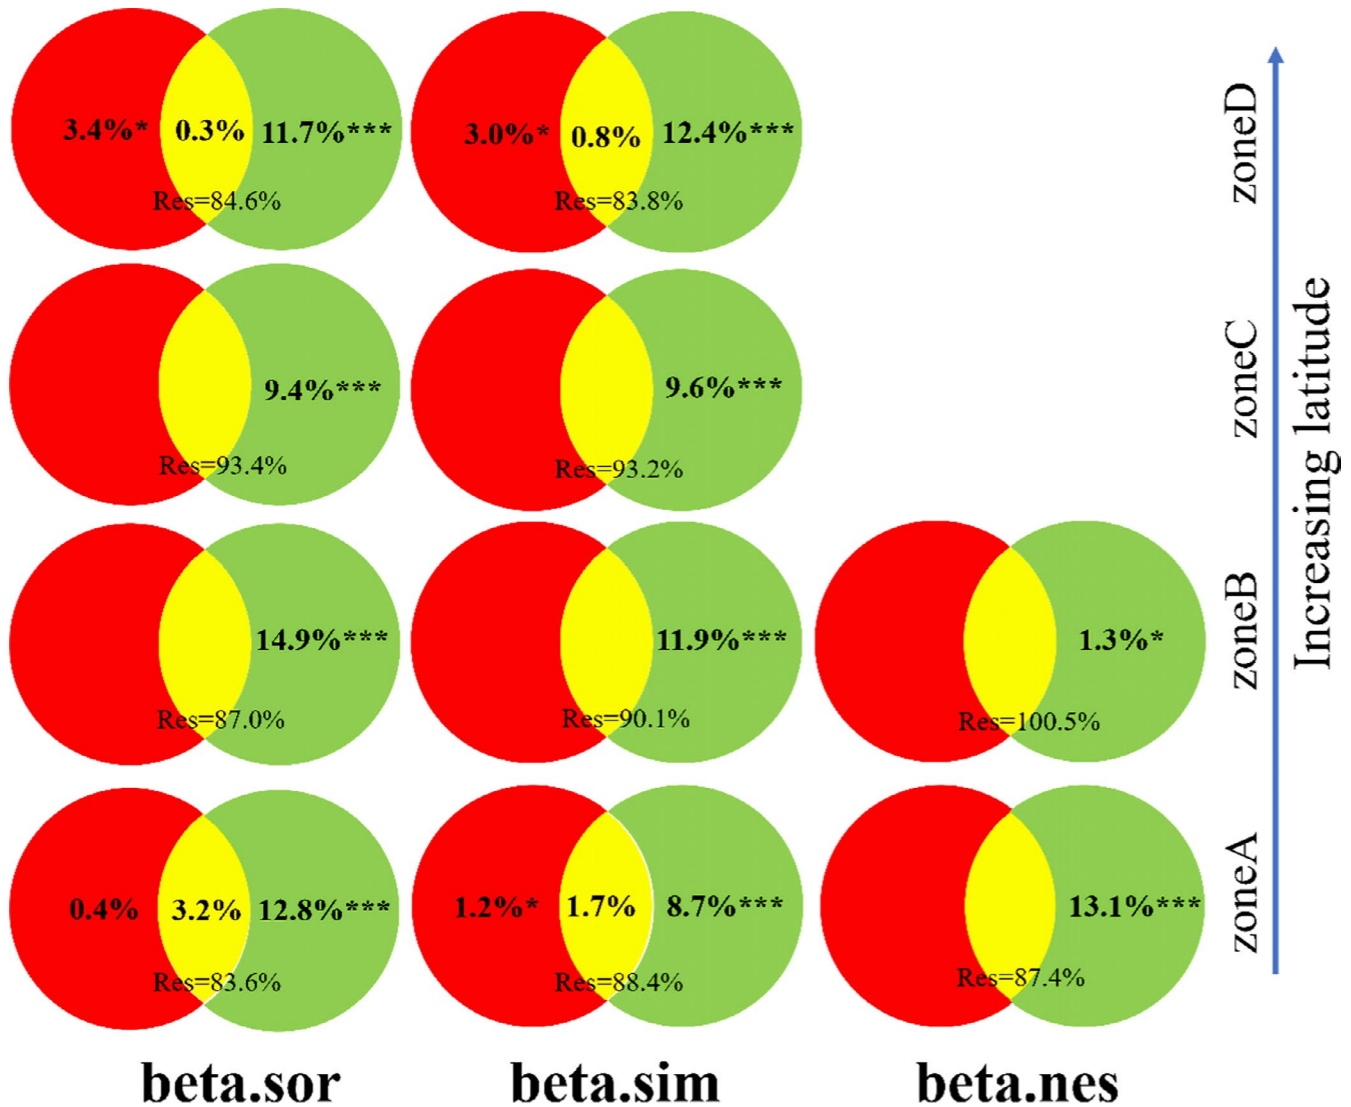 3.4%*
0.3%
11.7%***
Res=84.6%
3.0%*
0.8%
12.4%***
Res=83.8%
zoneD
9.4%***
Res=93.4%
9.6%***
Res=93.2%
zoneC
14.9%***
Res=87.0%
11.9%***
Res=90.1%
1.3%*
Res=100.5%
zoneB
0.4%
3.2%
12.8%***
Res=83.6%
1.2%*
1.7%
8.7%***
Res=88.4%
13.1%***
Res=87.4%
zoneA
Increasing latitude
beta.sor
beta.sim
beta.nes